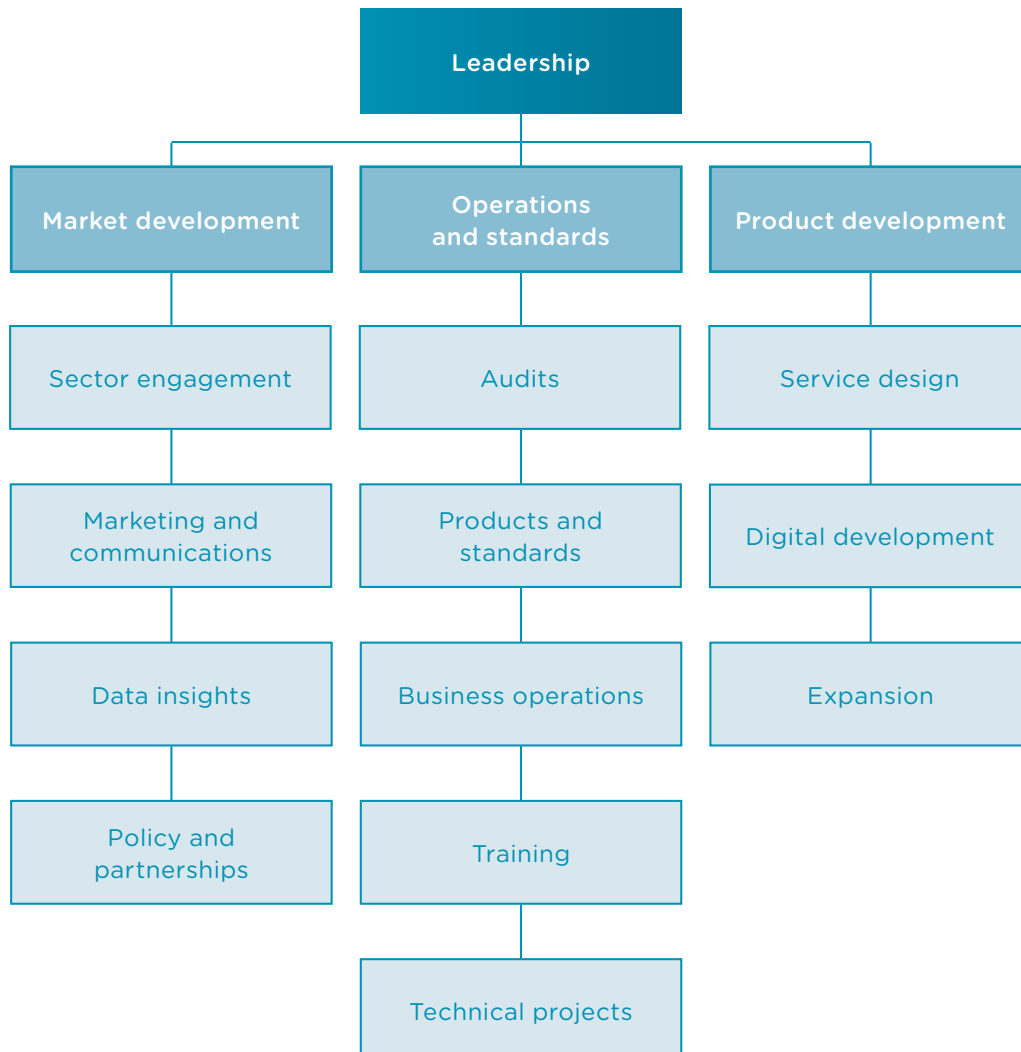 Leadership
Market development
Operations
and standards
Product development
Sector engagement
Audits
Service design
Marketing and
communications
Products and
standards
Digital development
Data insights
Business operations
Expansion
Policy and
partnerships
Training
Technical projects